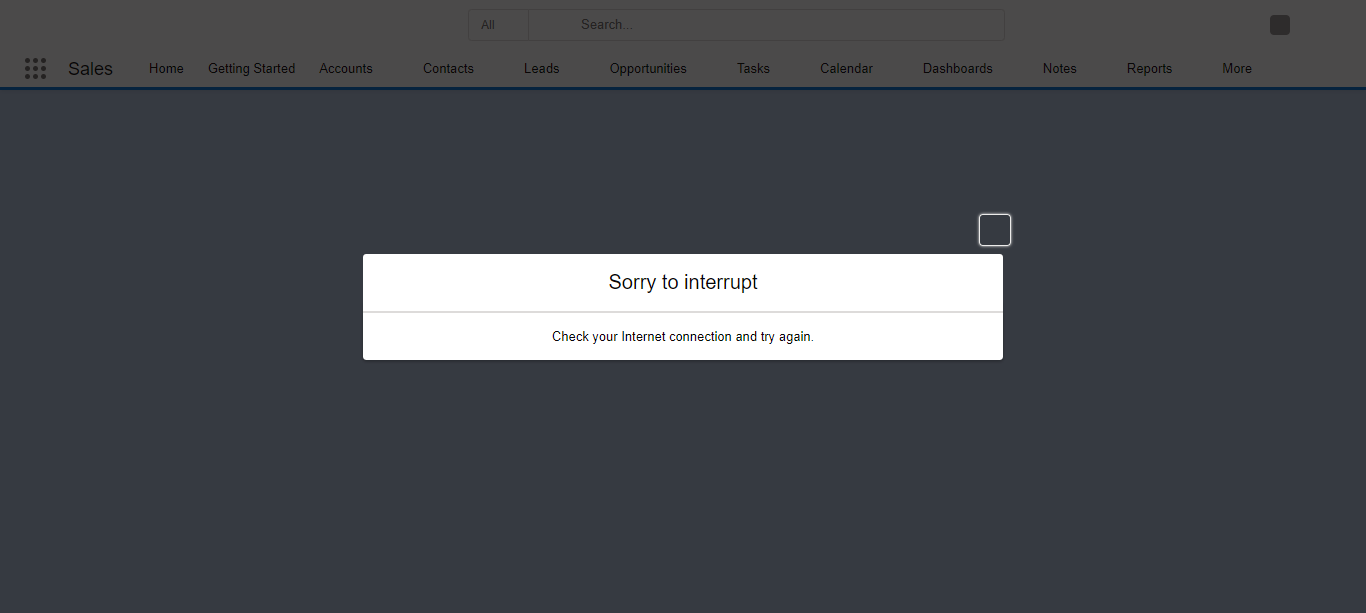 All Search...
Sales Home Getting Started Accounts Contacts Leads Opportunities Tasks Calendar Dashboards Notes Reports More
Sorry to interrupt
Check your Internet connection and try again.